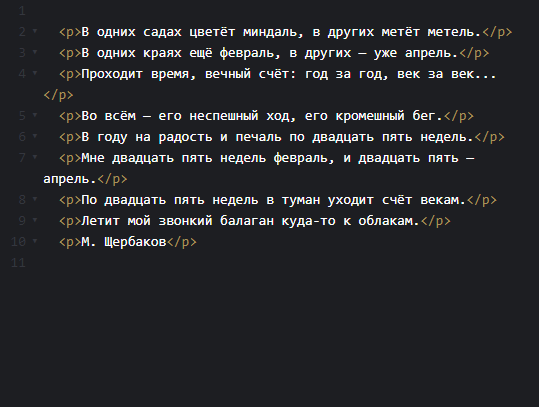 1
2 <p>В одних садах цветёт миндаль, в других метёт метель.</p>
3 <p>В одних краях ещё февраль, в других — уже апрель.</p>
4 <p>Проходит время, вечный счёт: год за год, век за век...
</p>
5 <p>Во всём — его неспешный ход, его кромешный бег.</p>
6 <p>В году на радость и печаль по двадцать пять недель.</p>
7 <p>Мне двадцать пять недель февраль, и двадцать пять —
апрель.</p>
8 <p>По двадцать пять недель в туман уходит счёт векам.</p>
9 <p>Летит мой звонкий балаган куда-то к облакам.</p>
10 <p>М. Щербаков</p>
11